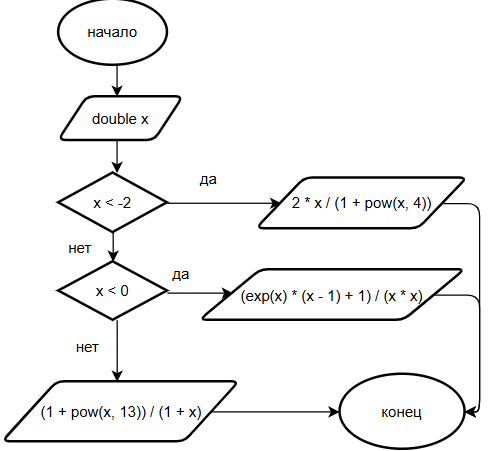 начало
double x
x < -2
да
2 * x / (1 + pow(x, 4))
нет
x < 0
да
(exp(x) * (x - 1) + 1) / (x * x)
нет
(1 + pow(x, 13)) / (1 + x)
конец